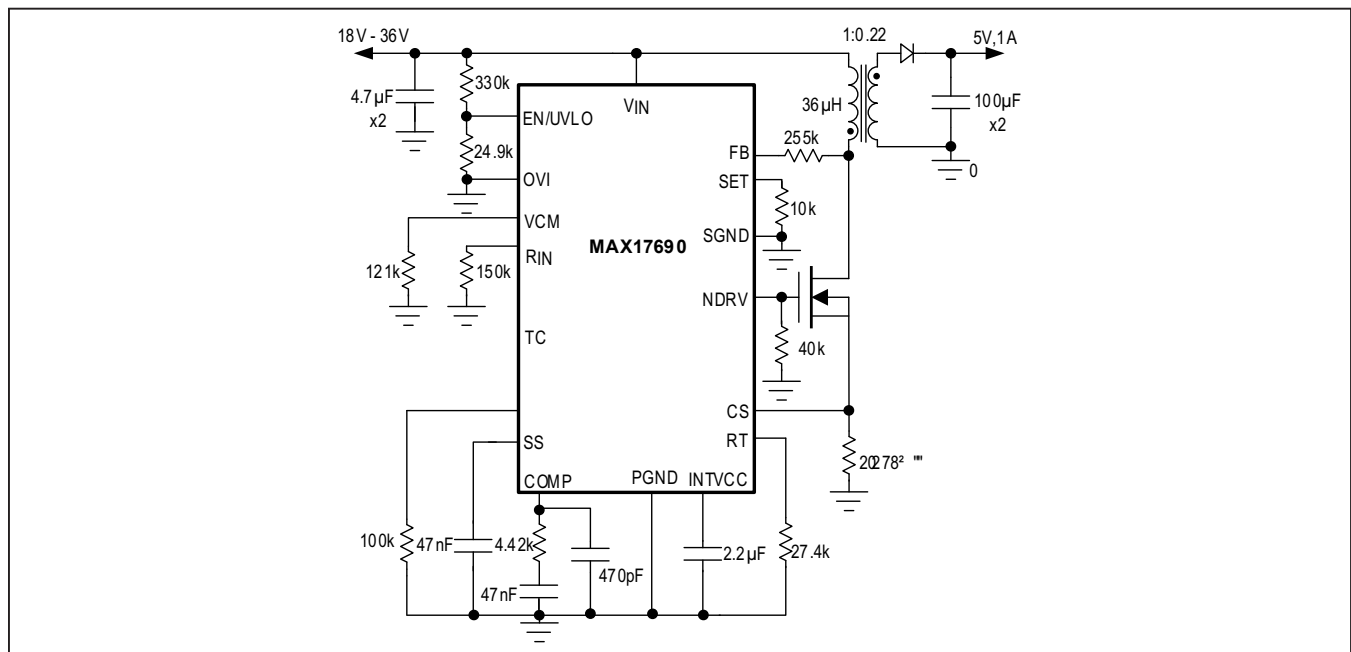 1:0.22
18V - 36V
5V,1A
330k
4.7µF
x2
VIN
36µH
100µF
x2
EN/UVLO
24.9k
FB
255k
0
OVI
SET
10k
VCM
SGND
MAX17690
RIN
121k
150k
NDRV
TC
40k
CS
RT
SS
COMP
PGND
INTVCC
100k
47nF
4.42k
2.2µF
27.4k
470pF
47nF